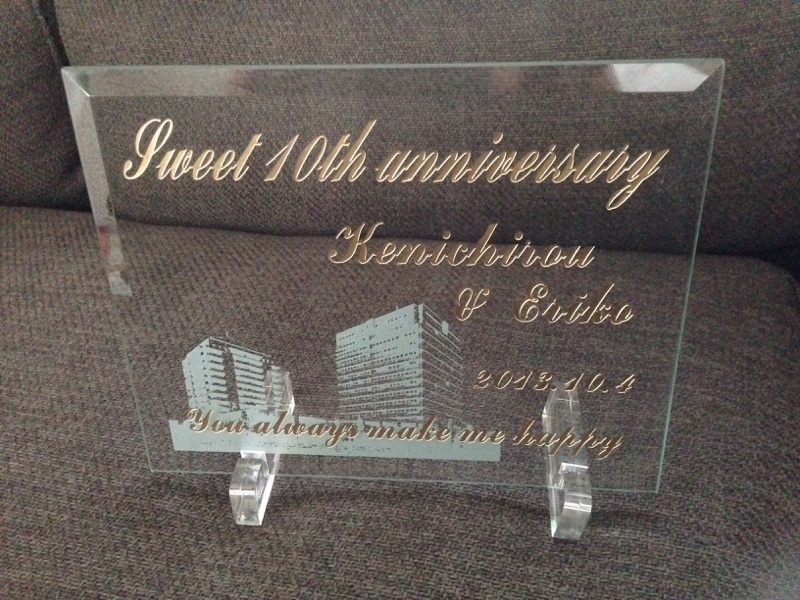 Sweet 10th anniversary
Kenichirou
& Eriko
2013.10.4
You always make me happy